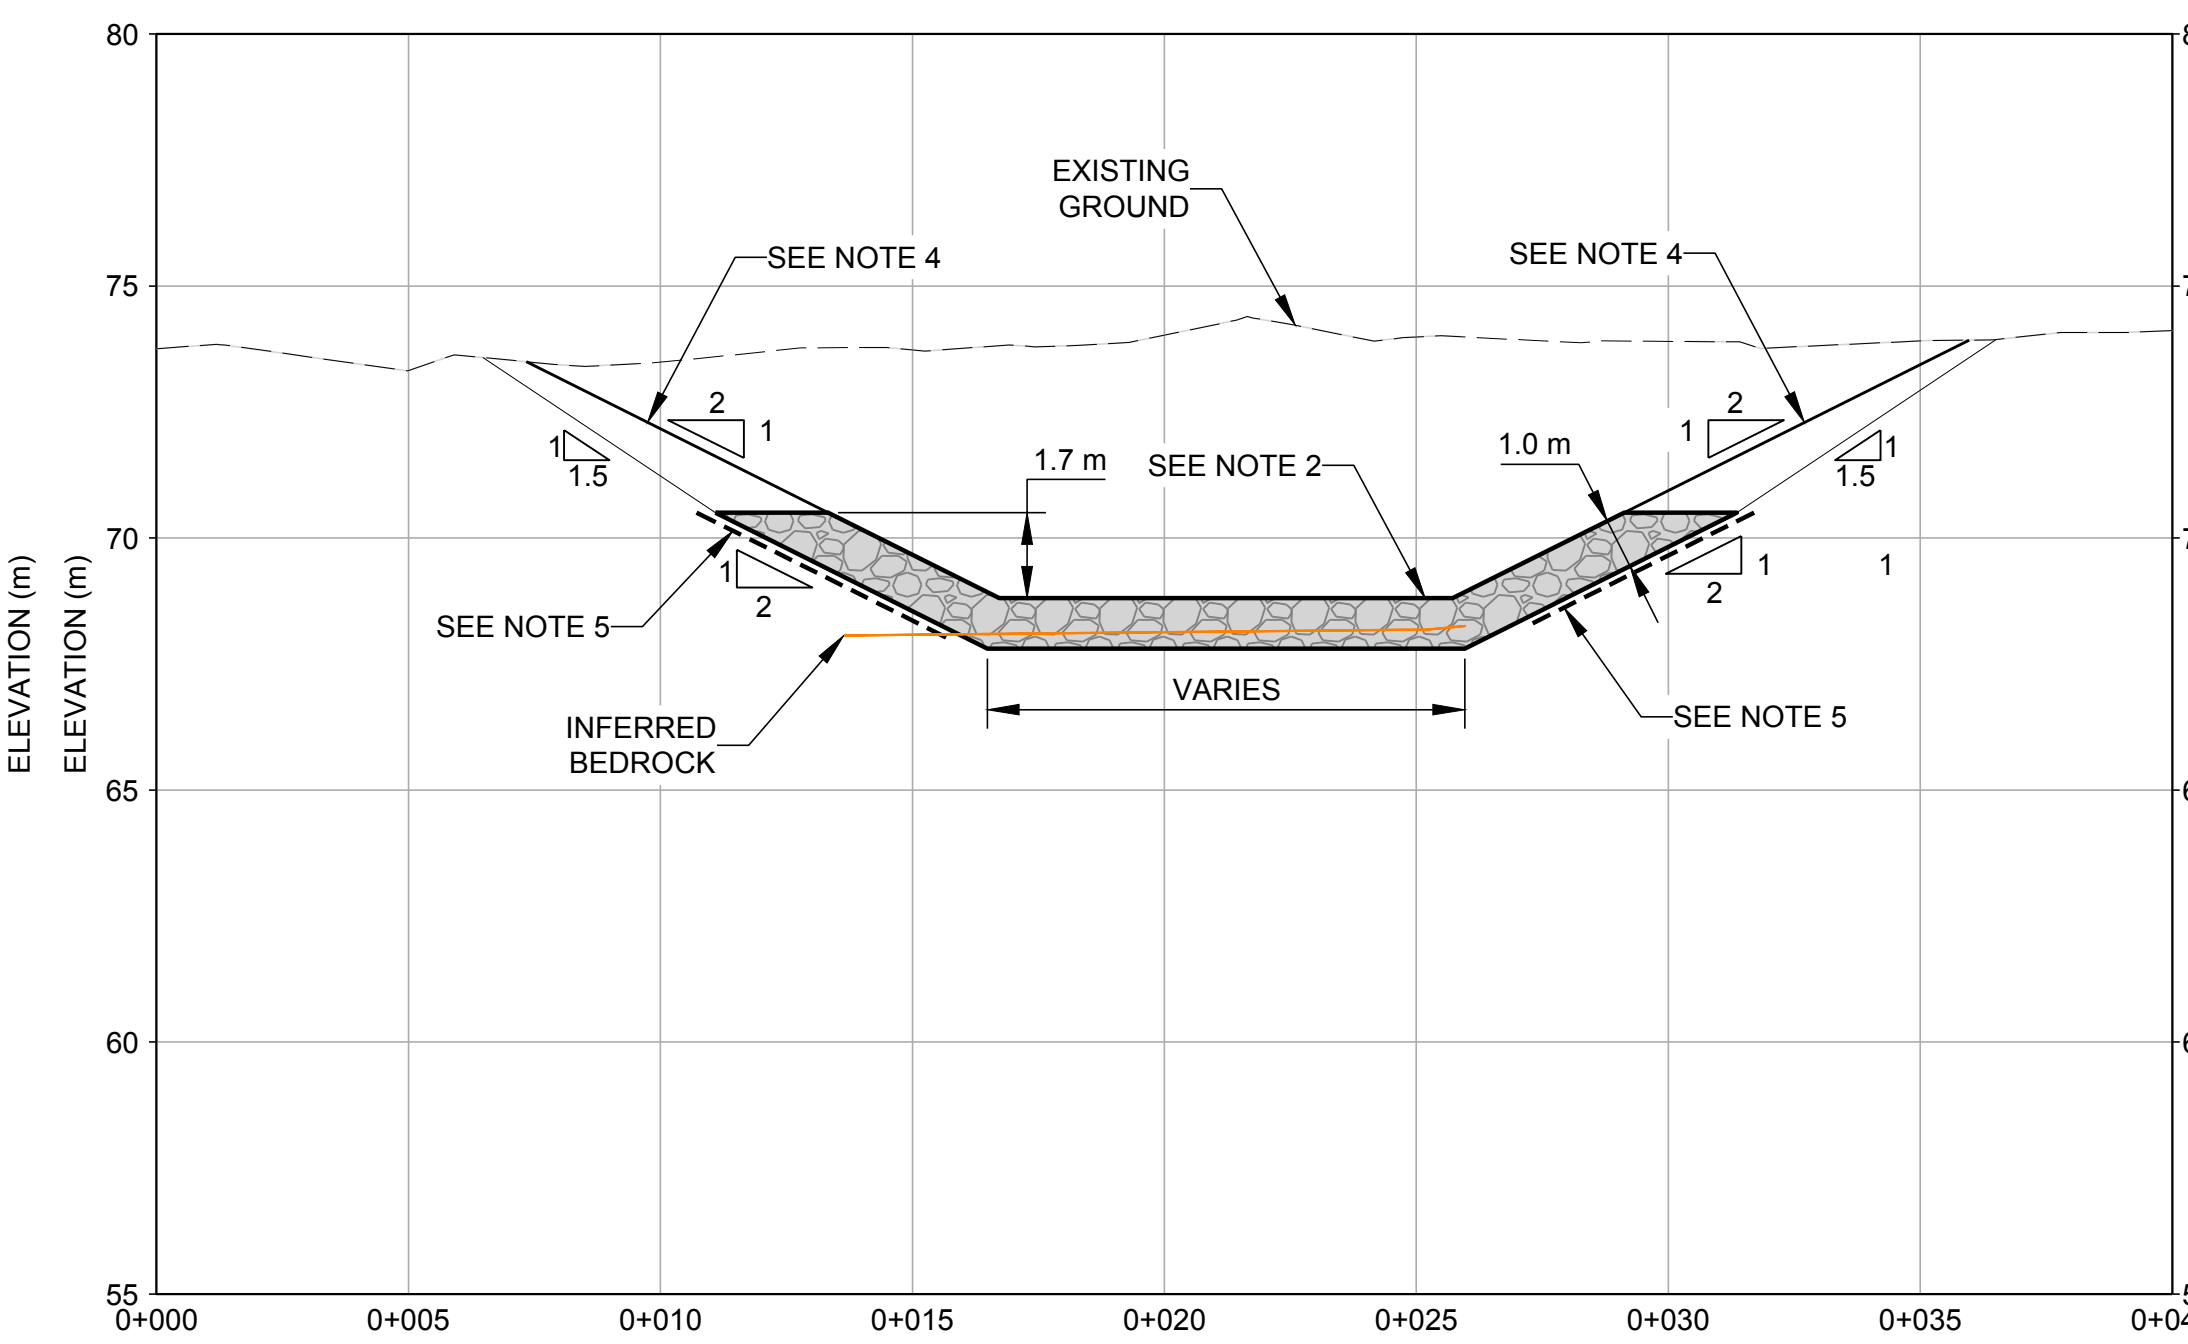 80
EXISTING
GROUND
SEE NOTE 4
SEE NOTE 4
75
2
1
2
1
1
1.5
1
1.5
1.7 m
SEE NOTE 2
1.0 m
70
1
2
1
2
1
SEE NOTE 5
SEE NOTE 5
VARIES
INFERRED
BEDROCK
ELEVATION (m)
ELEVATION (m)
65
60
55
0+000
0+005
0+010
0+015
0+020
0+025
0+030
0+035